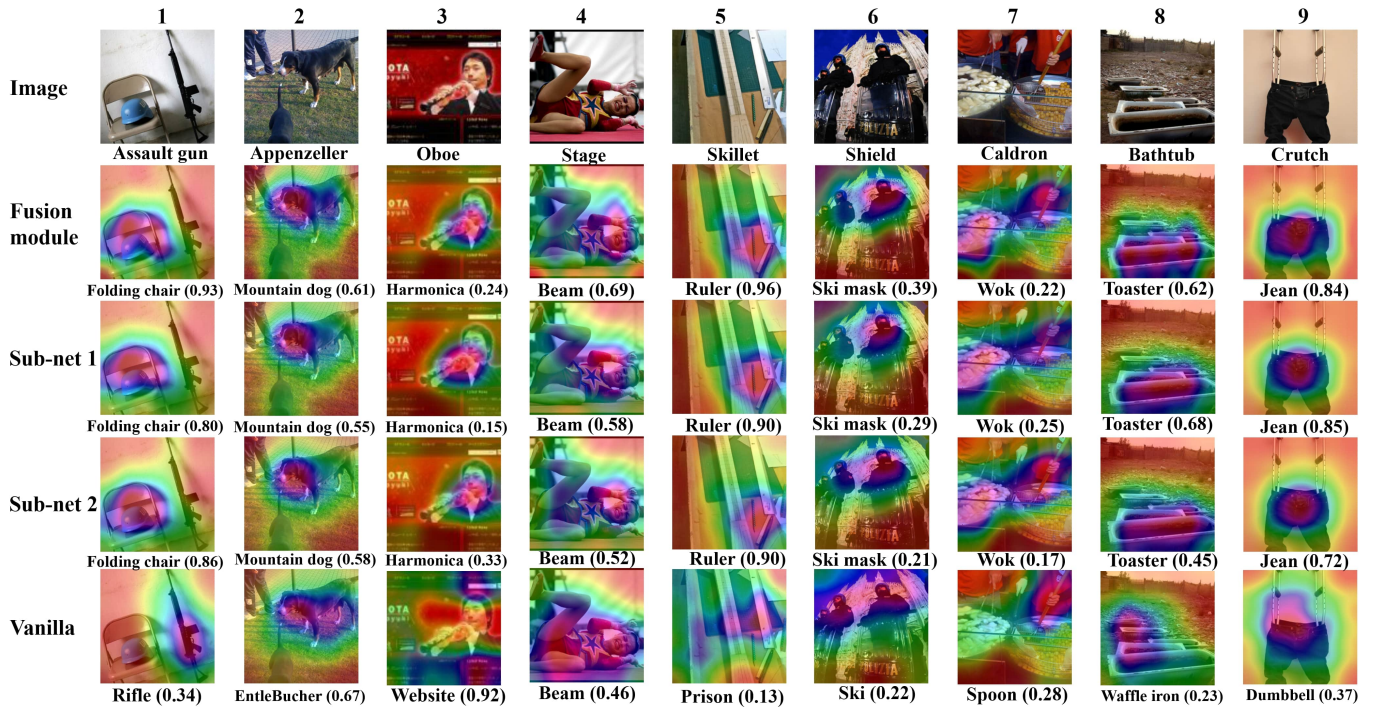 1 2 3 4 5 6 7 8 9
Image
OTA
POLIZIA
Assault gun Appenzeller Oboe Stage Skillet Shield Caldron Bathtub Crutch
Fusion
module
OTA
Folding chair (0.93) Mountain dog (0.61) Harmonica (0.24) Beam (0.69) Ruler (0.96) Ski mask (0.39) Wok (0.22) Toaster (0.62) Jean (0.84)
Sub-net 1
OTA
Folding chair (0.80) Mountain dog (0.55) Harmonica (0.15) Beam (0.58) Ruler (0.90) Ski mask (0.29) Wok (0.25) Toaster (0.68) Jean (0.85)
Sub-net 2
OTA
Folding chair (0.86) Mountain dog (0.58) Harmonica (0.33) Beam (0.52) Ruler (0.90) Ski mask (0.21) Wok (0.17) Toaster (0.45) Jean (0.72)
Vanilla
OTA
Rifle (0.34) EntleBucher (0.67) Website (0.92) Beam (0.46) Prison (0.13) Ski (0.22) Spoon (0.28) Waffle iron (0.23) Dumbbell (0.37)